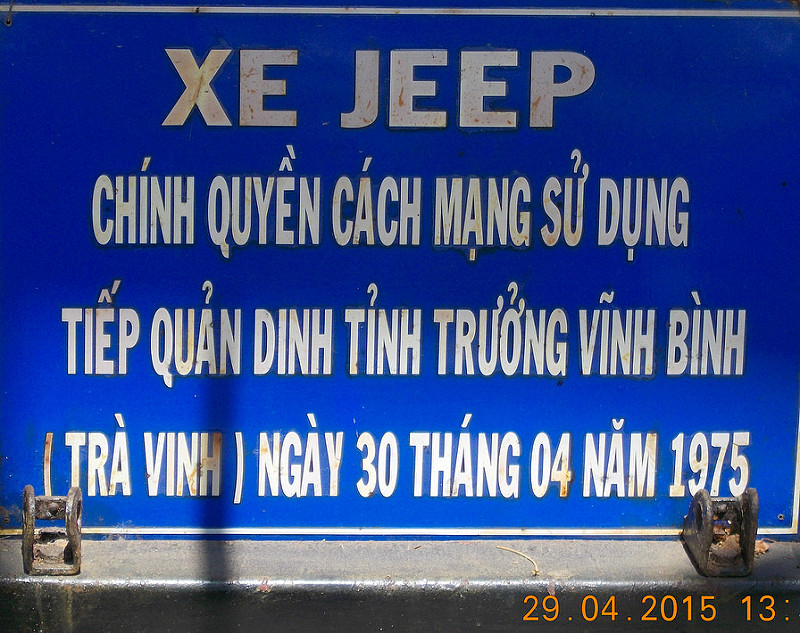 XE JEEP
CHÍNH QUYỀN CÁCH MẠNG SỬ DỤNG
TIẾP QUẢN DINH TỈNH TRƯỞNG VĨNH BÌNH
( TRÀ VINH ) NGÀY 30 THÁNG 04 NĂM 1975
29.04.2015 13: